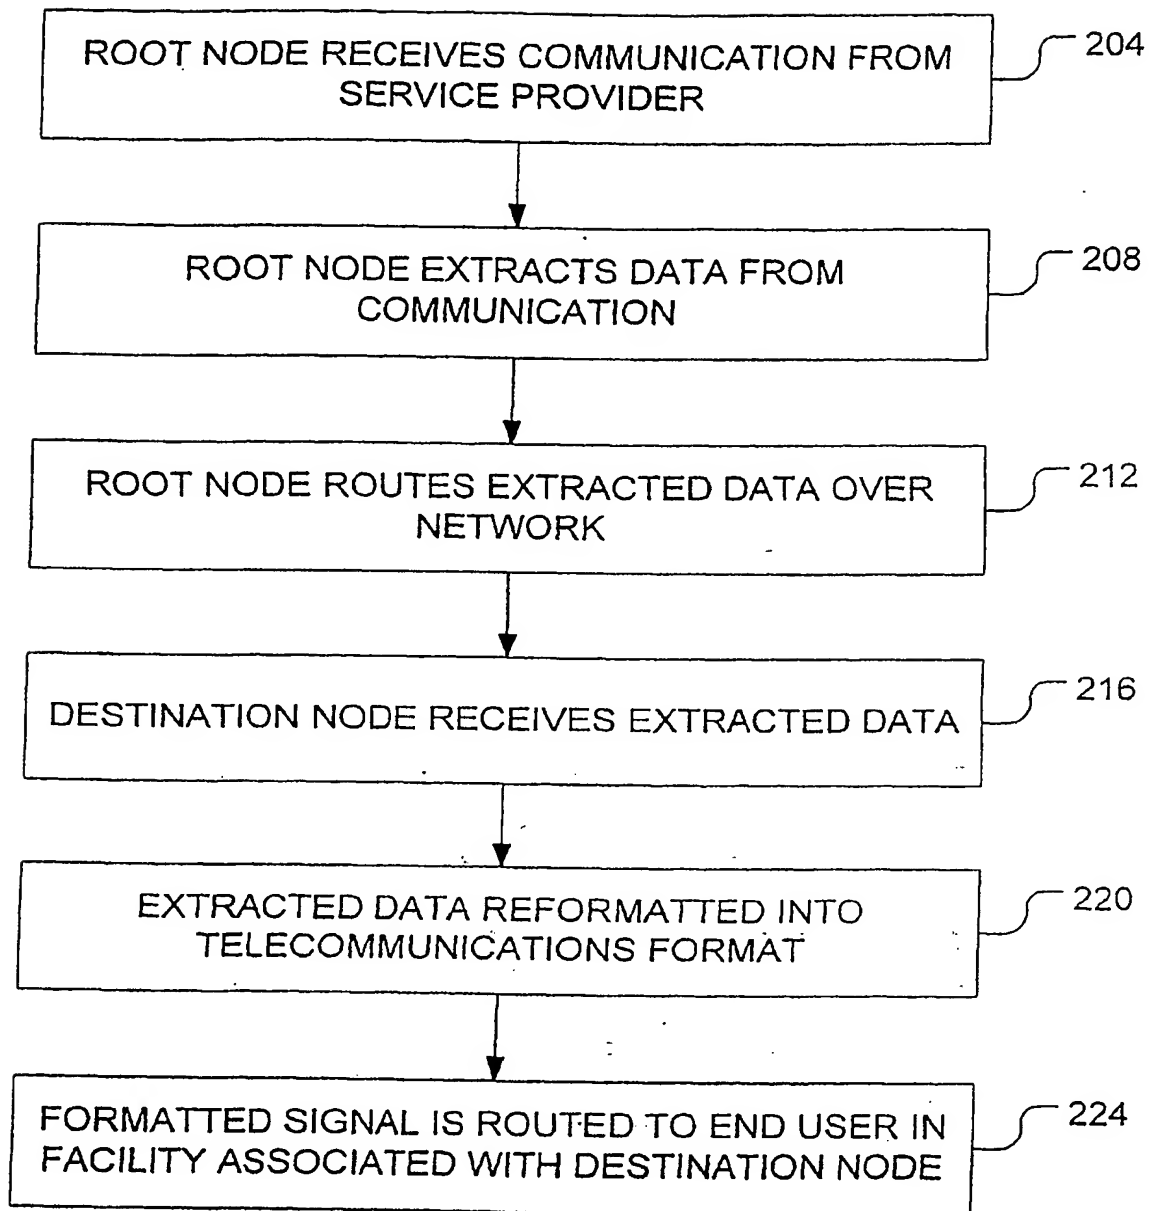 ROOT NODE RECEIVES COMMUNICATION FROM
SERVICE PROVIDER
204
ROOT NODE EXTRACTS DATA FROM
COMMUNICATION
208
ROOT NODE ROUTES EXTRACTED DATA OVER
NETWORK
212
DESTINATION NODE RECEIVES EXTRACTED DATA
216
EXTRACTED DATA REFORMATTED INTO
TELECOMMUNICATIONS FORMAT
220
FORMATTED SIGNAL IS ROUTED TO END USER IN
FACILITY ASSOCIATED WITH DESTINATION NODE
224